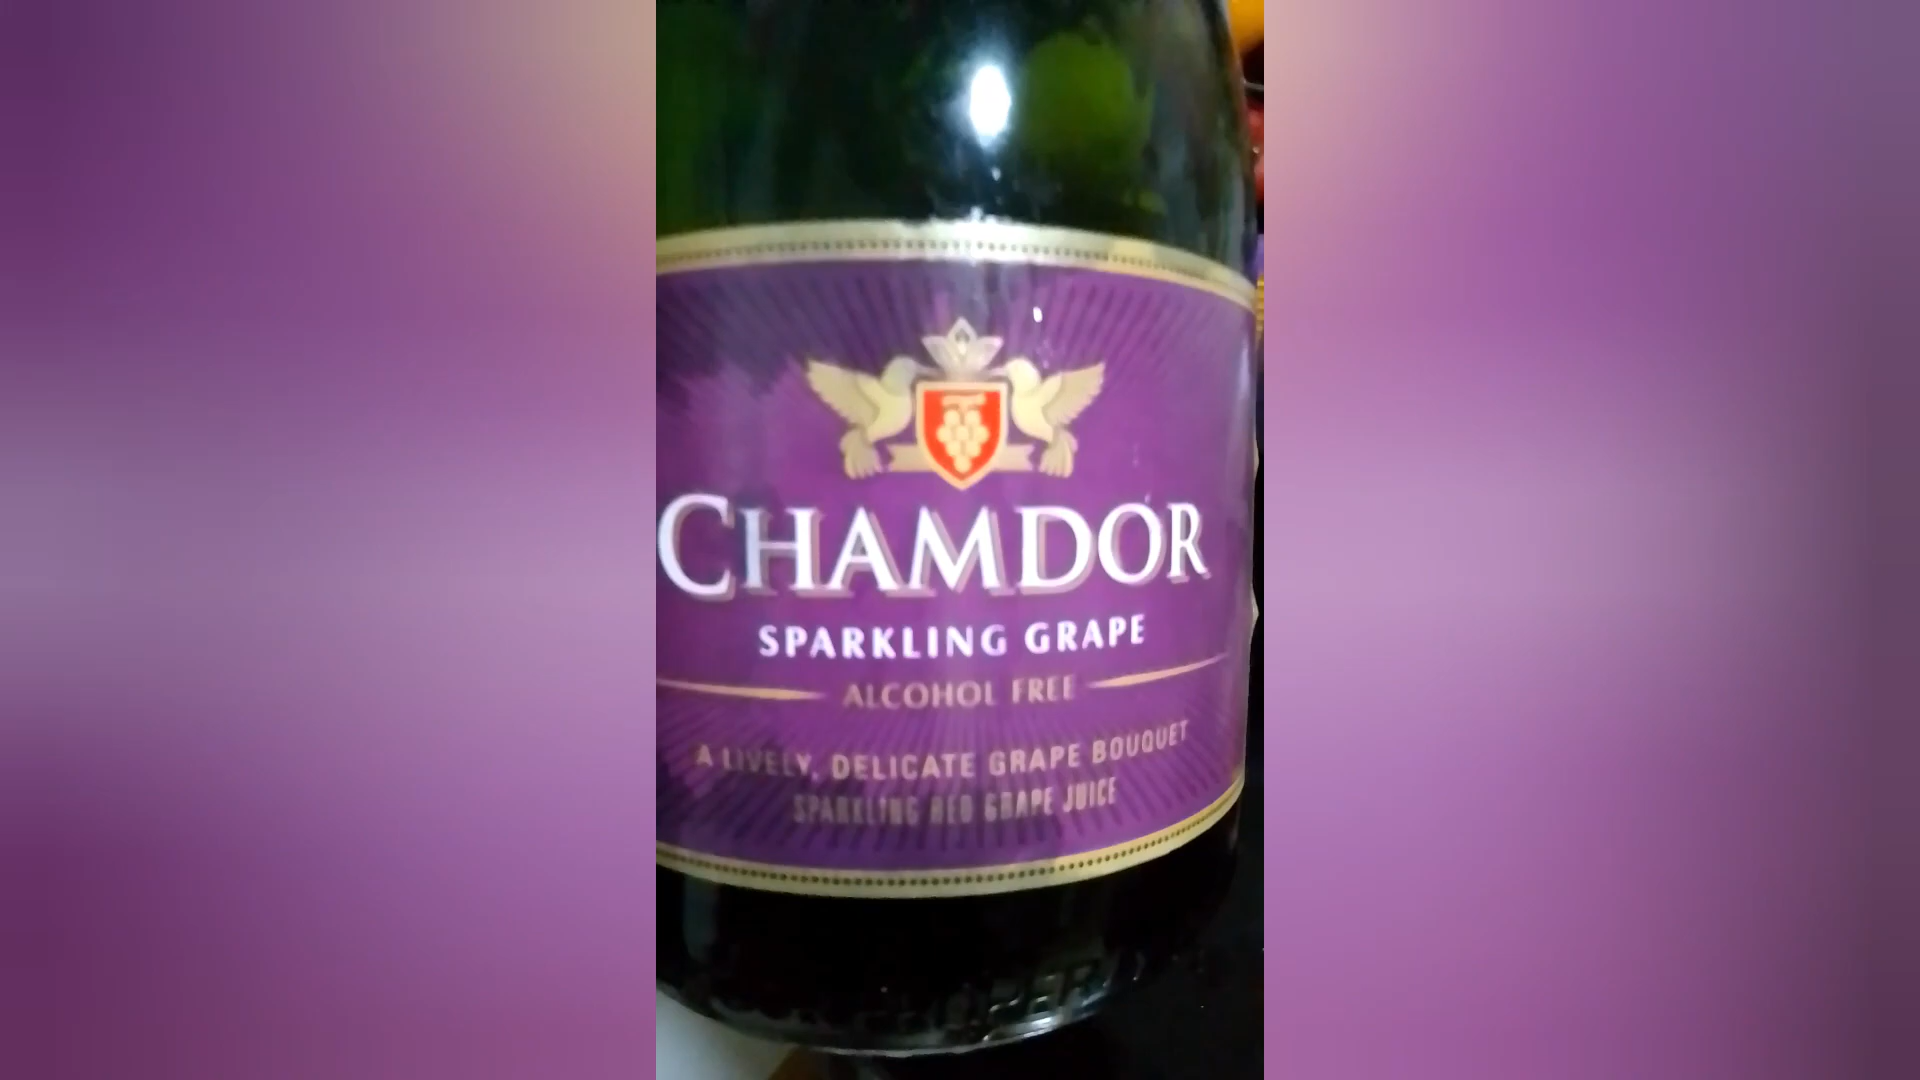 CHAMDOR
SPARKLING GRAPE
ALCOHOL FREE
A LIVELY, DELICATE GRAPE BOUQUET
SPARKLING RED GRAPE JUICE